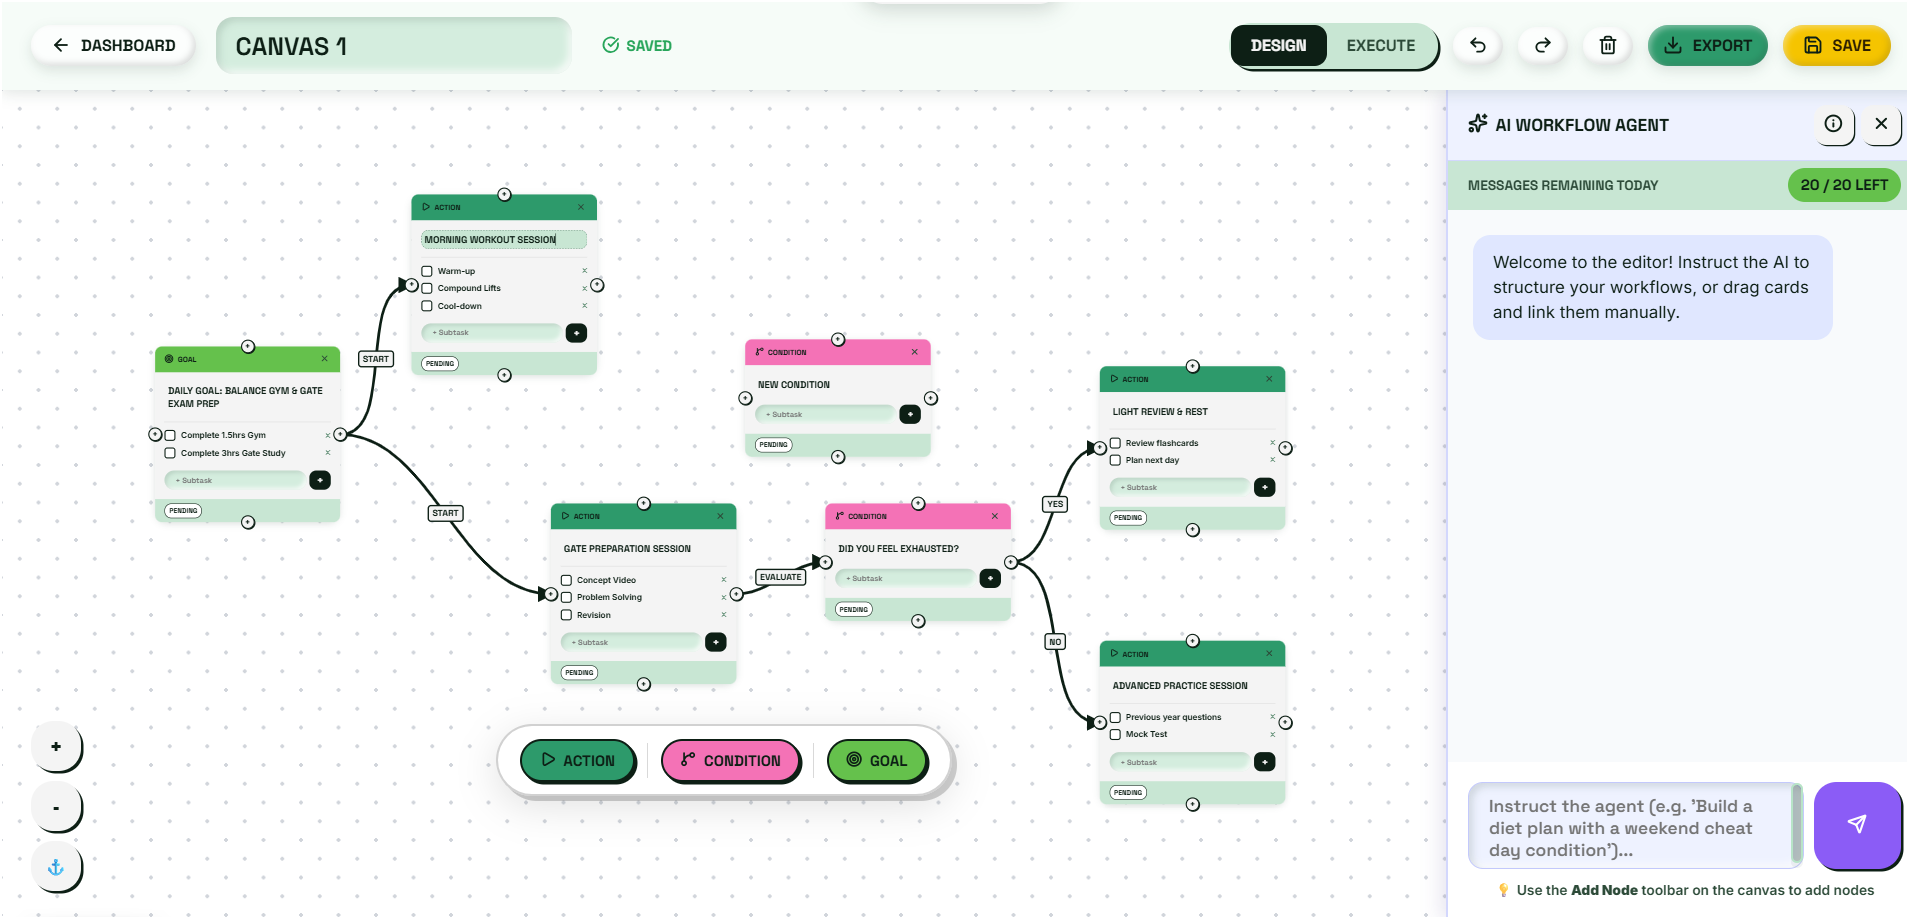 DASHBOARD
CANVAS 1
SAVED
DESIGN
EXECUTE
EXPORT
SAVE
ACTION
MORNING WORKOUT SESSION
Warm-up
Compound Lifts
Cool-down
+ Subtask
+
PENDING
GOAL
DAILY GOAL: BALANCE GYM & GATE
EXAM PREP
Complete 1.5hrs Gym
Complete 3hrs Gate Study
+ Subtask
+
PENDING
START
START
CONDITION
NEW CONDITION
+ Subtask
+
PENDING
ACTION
GATE PREPARATION SESSION
Concept Video
Problem Solving
Revision
+ Subtask
+
PENDING
EVALUATE
CONDITION
DID YOU FEEL EXHAUSTED?
+ Subtask
+
PENDING
YES
NO
ACTION
LIGHT REVIEW & REST
Review flashcards
Plan next day
+ Subtask
+
PENDING
ACTION
ADVANCED PRACTICE SESSION
Previous year questions
Mock Test
+ Subtask
+
PENDING
+
-
ACTION
CONDITION
GOAL
AI WORKFLOW AGENT
MESSAGES REMAINING TODAY
20 / 20 LEFT
Welcome to the editor! Instruct the AI to
structure your workflows, or drag cards
and link them manually.
Instruct the agent (e.g. 'Build a
diet plan with a weekend cheat
day condition')...
Use the Add Node toolbar on the canvas to add nodes